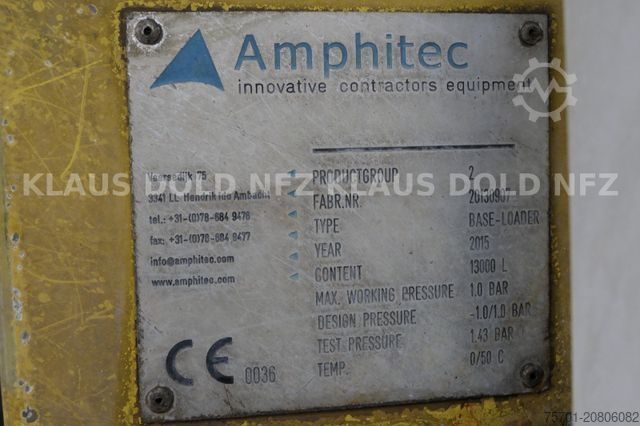 Amphitec
innovative contractors equipment
Veersedijk 75
3341 LL Hendrik Ido Ambacht
tel.: +31-(0)78-684 9476
fax: +31-(0)78-684 9477
info@amphitec.com
www.amphitec.com
PRODUCTGROUP 2
FABR.NR. 20130907
TYPE BASE-LOADER
YEAR 2015
CONTENT 13000 L
MAX. WORKING PRESSURE 1.0 BAR
DESIGN PRESSURE -1.0/1.0 BAR
TEST PRESSURE 1.43 BAR
TEMP. 0/50 C
CE 0036
KLAUS DOLD NFZ KLAUS DOLD NFZ
75701-20806082